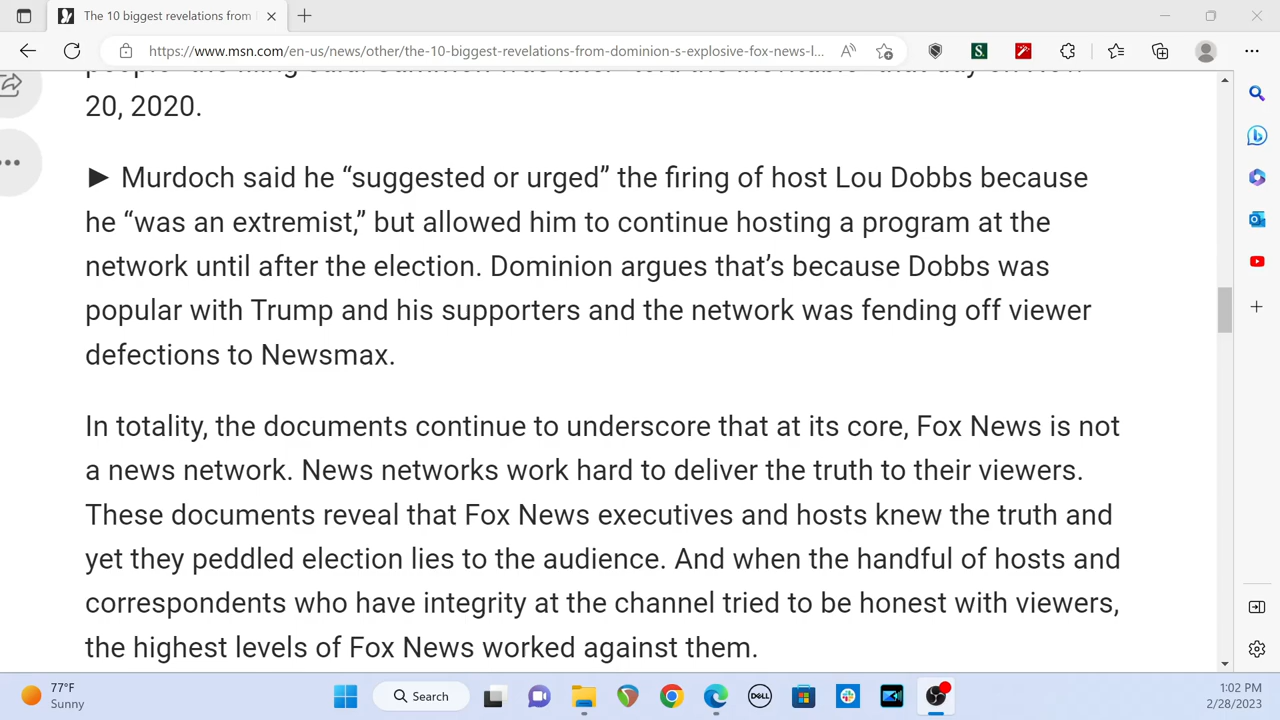 The 10 biggest revelations from
https://www.msn.com/en-us/news/other/the-10-biggest-revelations-from-dominion-s-explosive-fox-news-l...
20, 2020.
► Murdoch said he “suggested or urged” the firing of host Lou Dobbs because
he “was an extremist,” but allowed him to continue hosting a program at the
network until after the election. Dominion argues that’s because Dobbs was
popular with Trump and his supporters and the network was fending off viewer
defections to Newsmax.
In totality, the documents continue to underscore that at its core, Fox News is not
a news network. News networks work hard to deliver the truth to their viewers.
These documents reveal that Fox News executives and hosts knew the truth and
yet they peddled election lies to the audience. And when the handful of hosts and
correspondents who have integrity at the channel tried to be honest with viewers,
the highest levels of Fox News worked against them.
77°F
Sunny
Search
DELL
1:02 PM
2/28/2023